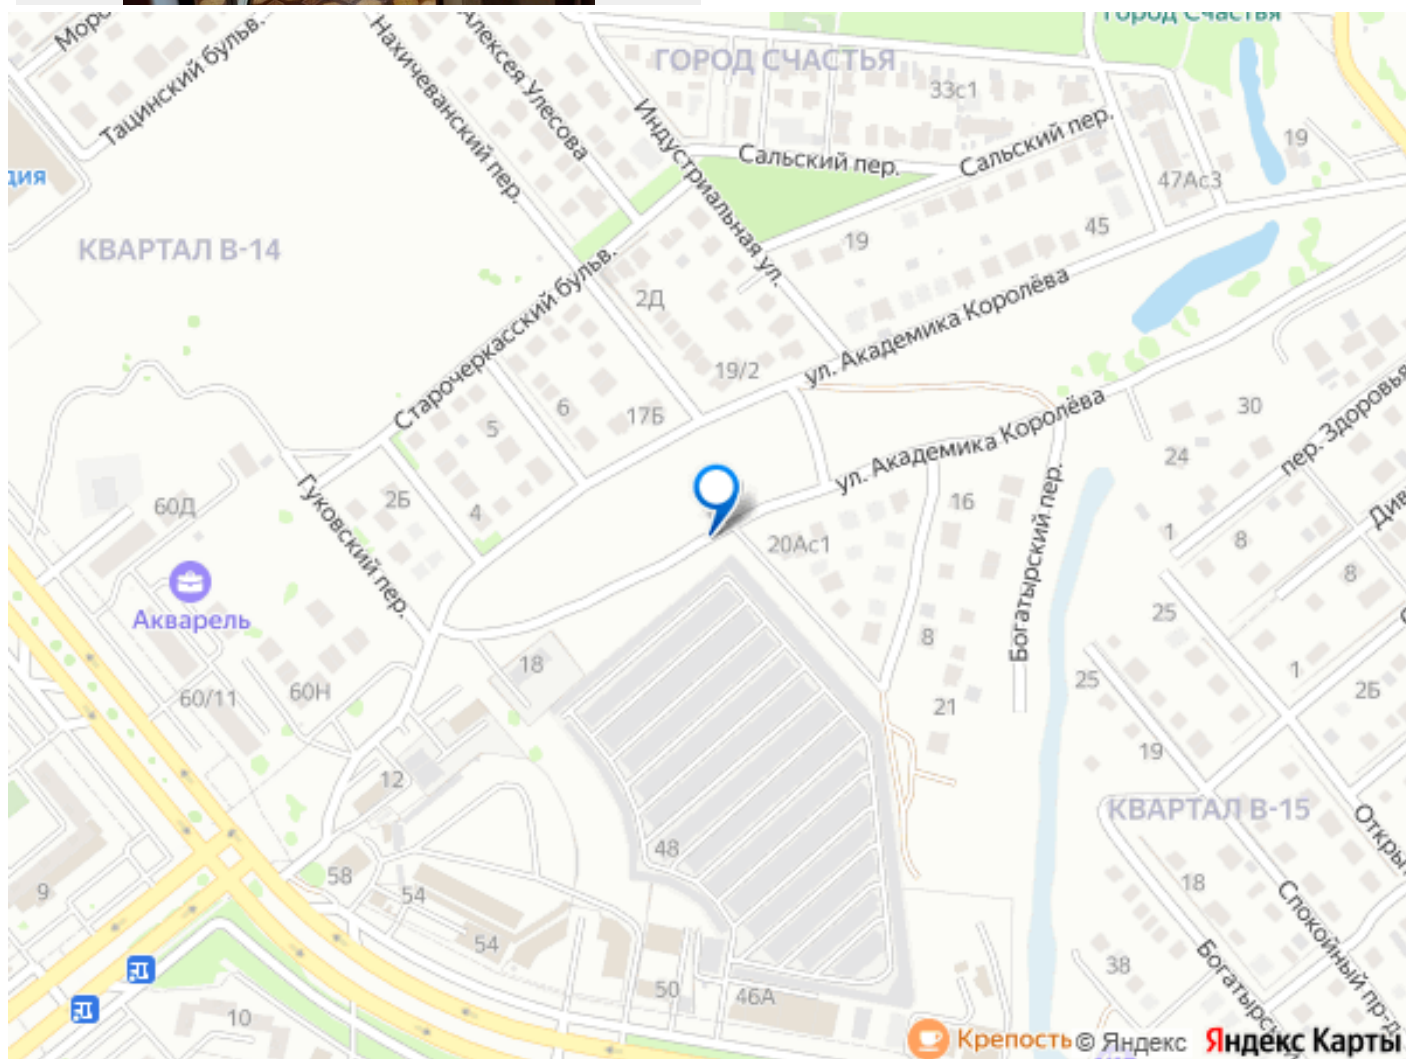 Город Счастья
Тацинский бульв.
Нахичеванский пер.
Алексея Улесова
ГОРОД СЧАСТЬЯ
33с1
Индустриальная ул.
Сальский пер.
Сальский пер.
19
47Ас3
дия
КВАРТАЛ В-14
19
45
2Д
Старочеркасский бульв.
ул. Академика Королёва
19/2
6
17Б
5
ул. Академика Королёва
30
пер. Здоровья
24
2Б
4
60Д
Гуковский пер.
16
20Ас1
Богатырский пер.
1
8
8
Акварель
25
18
8
60Н
60/11
21
25
1
2Б
19
12
КВАРТАЛ В-15
48
58
54
9
18
Спокойный пр-д
54
38
50
46А
10
Крепость
© Яндекс
Яндекс Карты